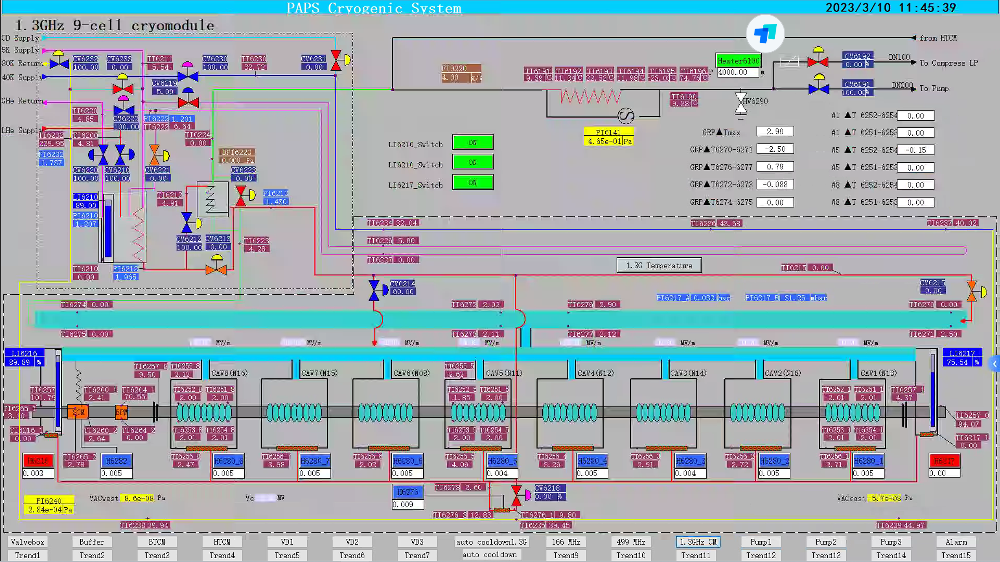 PAPS Cryogenic System
2023/3/10 11:45:39
1.3GHz 9-cell cryomodule
CD Supply
5K Supply
80K Return
40K Supply
GHe Return
LHe Supply
CV6232 100.00
CV6233 0.00
TI6211 5.54
CV6230 100.00
TI6230 32.72
CV6231 0.00
CV6219 5.00
TI6220 4.85
CV6222 100.00
PI6222 1.201
TI6222 6.64
TI6232 229.95
TI6200 4.81
TI6224 0.00
PI6232 1.737
DPI6223 0.000 Pa
CV6220 100.00
CV6210 100.00
CV6221 0.00
CV6223 0.00
LI6210 89.00
PI6210 1.207
TI6212 4.91
PI6213 1.430
CV6212 100.00
CV6213 0.00
TI6223 4.28
TI6210 0.00
PI6212 1.965
from HTCM
FI9220 4.00 g/s
TI6191 9.39 ℃
TI6192 11.34 ℃
TI6193 22.52 ℃
TI6194 11.98 ℃
TI6195 -23.03 ℃
TI6196 74.76 ℃
Heater6190
P 4000.00 W
CV6192 0.00 %
DN100
To Compress LP
CV6191 100.00 %
DN200
To Pump
TI6190 9.38 ℃
HV6290
PI6141 4.65e-01 Pa
LI6210_Switch ON
LI6216_Switch ON
LI6217_Switch ON
GRP▲Tmax 2.90
GRP▲T6270-6271 -2.50
GRP▲T6276-6277 0.79
GRP▲T6272-6273 -0.088
GRP▲T6274-6275 0.00
#1 ▲T 6252-6254 0.00
#1 ▲T 6251-6253 0.00
#5 ▲T 6252-6254 -0.15
#5 ▲T 6251-6253 0.00
#8 ▲T 6252-6254 0.00
#8 ▲T 6251-6253 0.00
TI6234 32.04
TI6236 43.68
TI6237 40.02
TI6226 5.00
TI6227 0.00
1.3G Temperature
TI6215 0.00
CV6214 60.00
CV6215 0.00
PI6217_A 0.032 bar
PI6217_B 31.25 mbar
TI6274 0.00
TI6272 2.02
TI6276 2.90
TI6270 0.00
TI6275 0.00
TI6273 2.11
TI6277 2.12
TI6271 2.50
MV/m
MV/m
MV/m
MV/m
MV/m
MV/m
MV/m
MV/m
LI6216 89.89 %
LI6217 75.54 %
TI6257_8 9.50
TI6255_8 2.12
TI6255_5 2.62
CAV8(N16)
CAV7(N15)
CAV6(N08)
CAV5(N11)
CAV4(N12)
CAV3(N14)
CAV2(N18)
CAV1(N13)
TI6257 101.79
TI6260_1 2.41
TI6264_1 70.55
TI6252_8 2.00
TI6251_8 2.00
TI6252_5 1.85
TI6251_5 2.00
TI6252_1 2.01
TI6251_1 2.01
TI6257_1 4.37
TI6265_1 3.10
SCM
BPM
TI6257_0 94.07
TI6216_1 0.00
TI6260_2 2.64
TI6264_2 0.00
TI6253_8 2.01
TI6254_8 2.01
TI6253_5 2.00
TI6254_5 2.00
TI6253_1 2.01
TI6254_1 2.01
TI6217_1 0.00
H6216 0.003
TI6265_2 2.78
H6282 0.005
TI6256_8 2.47
H6280_8 0.005
TI6256_7 3.98
H6280_7 0.005
TI6256_6 2.02
H6280_6 0.005
TI6256_5 4.06
H6280_5 0.004
TI6256_4 3.26
H6280_4 0.005
TI6256_3 2.91
H6280_3 0.004
TI6256_2 2.72
H6280_2 0.005
TI6256_1 2.71
H6280_1 0.005
H6217 0.00
PI6240 2.84e-04 Pa
VACwest 8.6e-08 Pa
Vc MV
H6276 0.009
TI6278 2.60
CV6218 0.00 %
VACeast 5.7e-08 Pa
TI6276_3 12.83
TI6276_1 9.80
TI6238 39.94
TI6235 39.45
TI6239 44.97
Valvebox Buffer BTCM HTCM VD1 VD2 VD3 auto cooldown1.3G 166 MHz 499 MHz 1.3GHz CM Pump1 Pump2 Pump3 Alarm
Trend1 Trend2 Trend3 Trend4 Trend5 Trend6 Trend7 auto cooldown Trend9 Trend10 Trend11 Trend12 Trend13 Trend14 Trend15